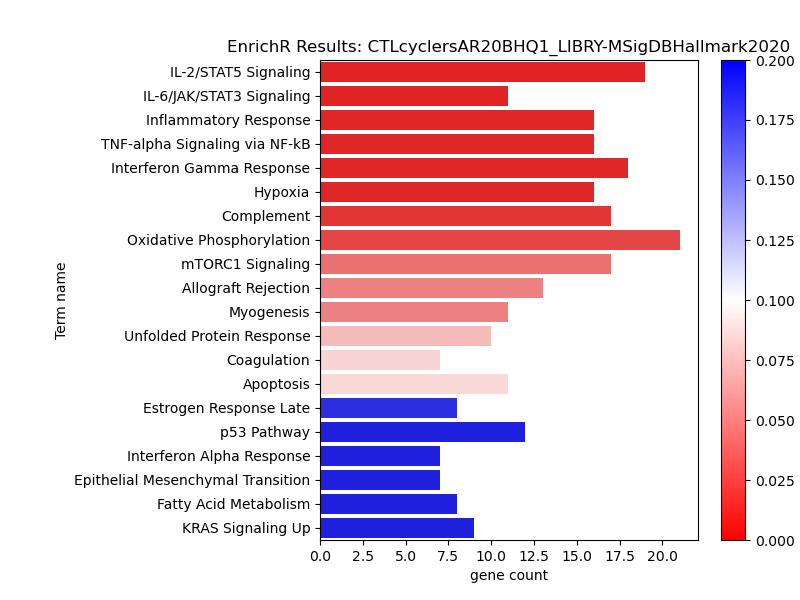 EnrichR Results: CTLcyclersAR20BHQ1_LIBRY-MSigDBHallmark2020
Term name
IL-2/STAT5 Signaling
IL-6/JAK/STAT3 Signaling
Inflammatory Response
TNF-alpha Signaling via NF-kB
Interferon Gamma Response
Hypoxia
Complement
Oxidative Phosphorylation
mTORC1 Signaling
Allograft Rejection
Myogenesis
Unfolded Protein Response
Coagulation
Apoptosis
Estrogen Response Late
p53 Pathway
Interferon Alpha Response
Epithelial Mesenchymal Transition
Fatty Acid Metabolism
KRAS Signaling Up
0.0 2.5 5.0 7.5 10.0 12.5 15.0 17.5 20.0
gene count
0.200
0.175
0.150
0.125
0.100
0.075
0.050
0.025
0.000